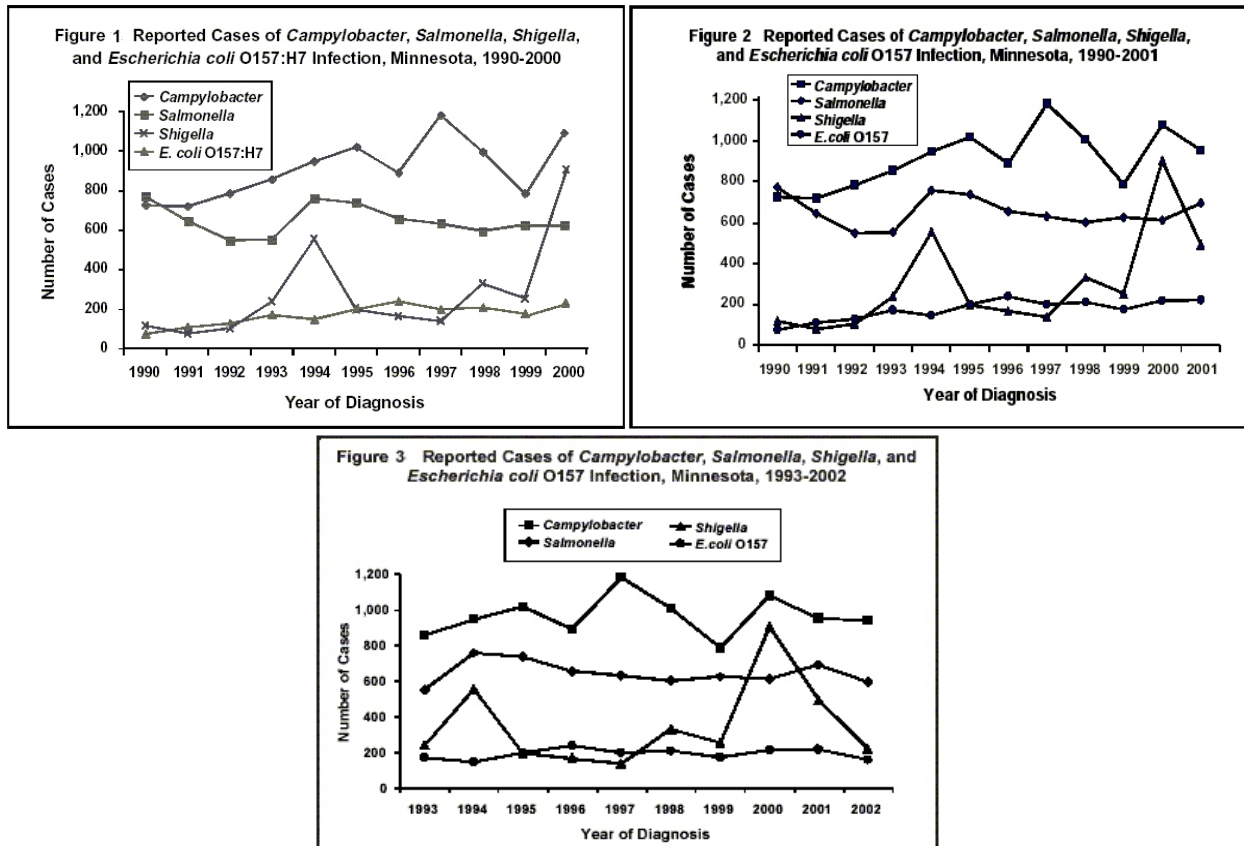 Figure 1 Reported Cases of Campylobacter, Salmonella, Shigella,
and Escherichia coli O157:H7 Infection, Minnesota, 1990-2000
Campylobacter
Salmonella
Shigella
E. coli O157:H7
1,200
1,000
800
600
400
200
0
Number of Cases
1990 1991 1992 1993 1994 1995 1996 1997 1998 1999 2000
Year of Diagnosis
Figure 2 Reported Cases of Campylobacter, Salmonella, Shigella,
and Escherichia coli O157 Infection, Minnesota, 1990-2001
Campylobacter
Salmonella
Shigella
E.coli O157
1,200
1,000
800
600
400
200
0
Number of Cases
1990 1991 1992 1993 1994 1995 1996 1997 1998 1999 2000 2001
Year of Diagnosis
Figure 3 Reported Cases of Campylobacter, Salmonella, Shigella, and
Escherichia coli O157 Infection, Minnesota, 1993-2002
Campylobacter Shigella
Salmonella E.coli O157
1,200
1,000
800
600
400
200
0
Number of Cases
1993 1994 1995 1996 1997 1998 1999 2000 2001 2002
Year of Diagnosis